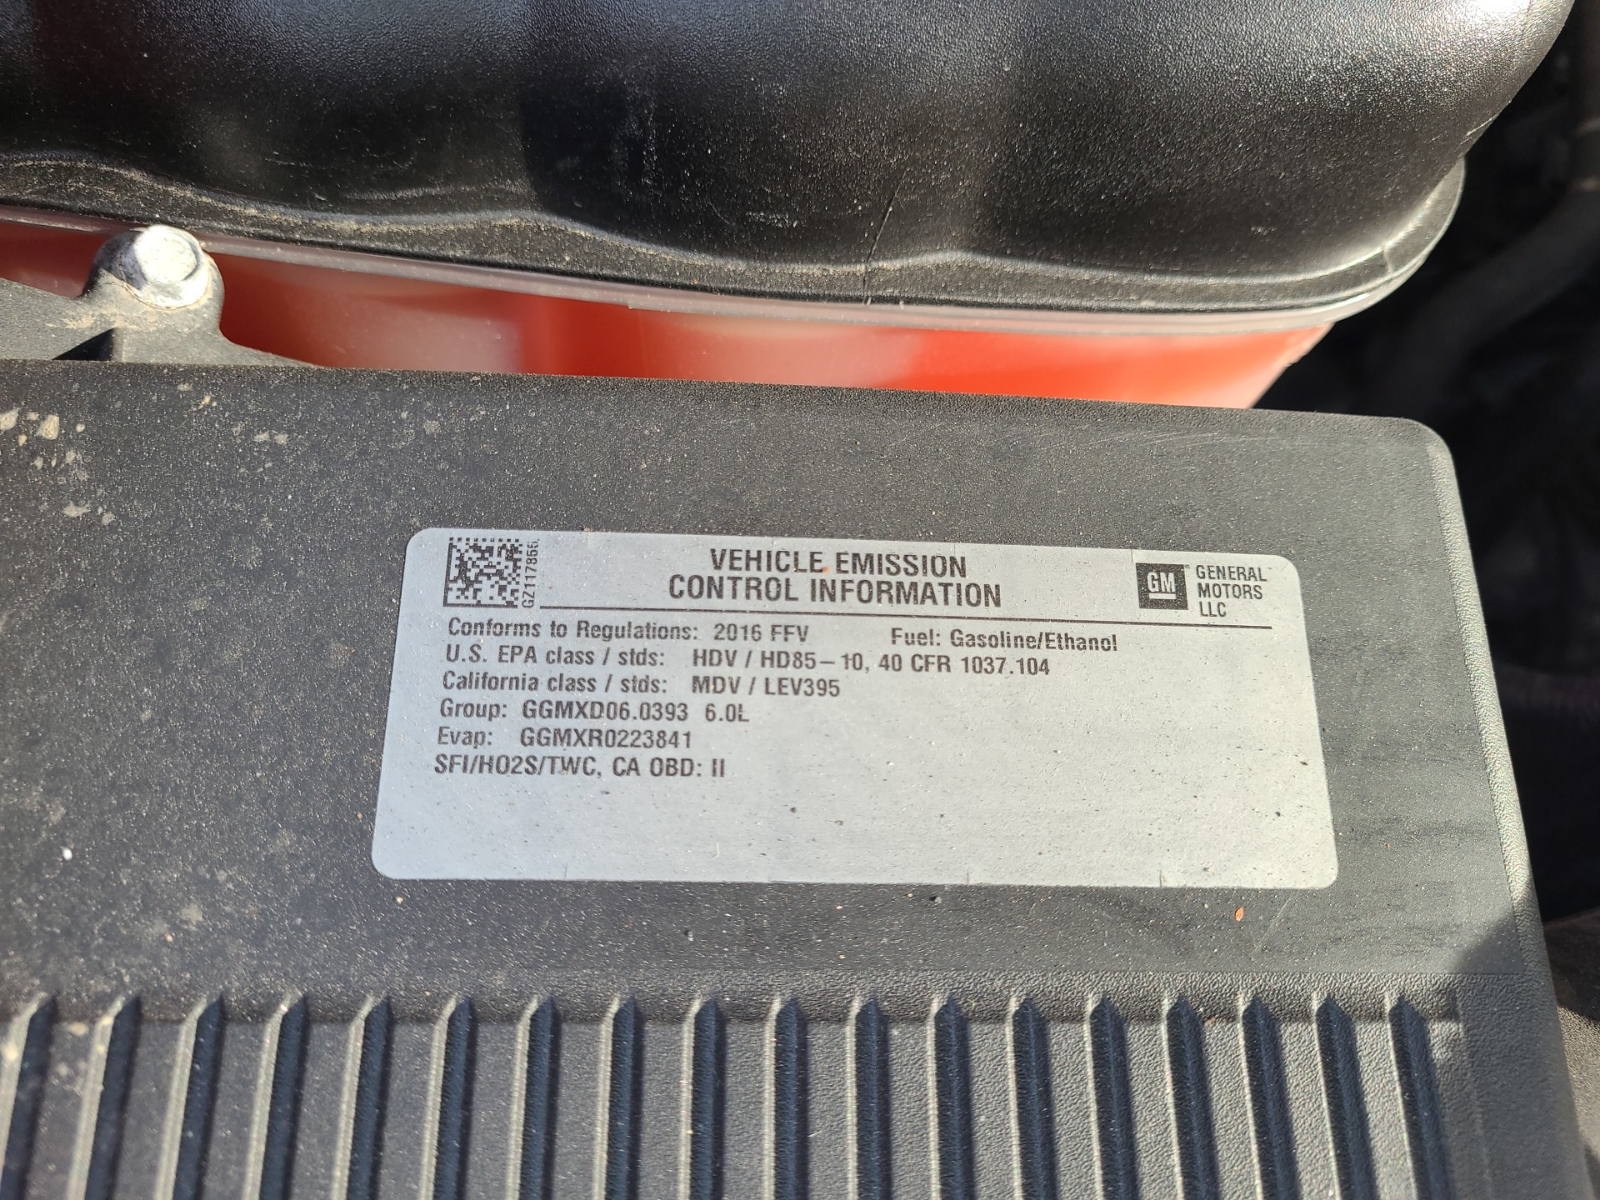 GZ117855
VEHICLE EMISSION
CONTROL INFORMATION
GM GENERAL
MOTORS
LLC
Conforms to Regulations: 2016 FFV Fuel: Gasoline/Ethanol
U.S. EPA class / stds: HDV / HD85-10, 40 CFR 1037.104
California class / stds: MDV / LEV395
Group: GGMXD06.0393 6.0L
Evap: GGMXR0223841
SFI/HO2S/TWC, CA OBD: II